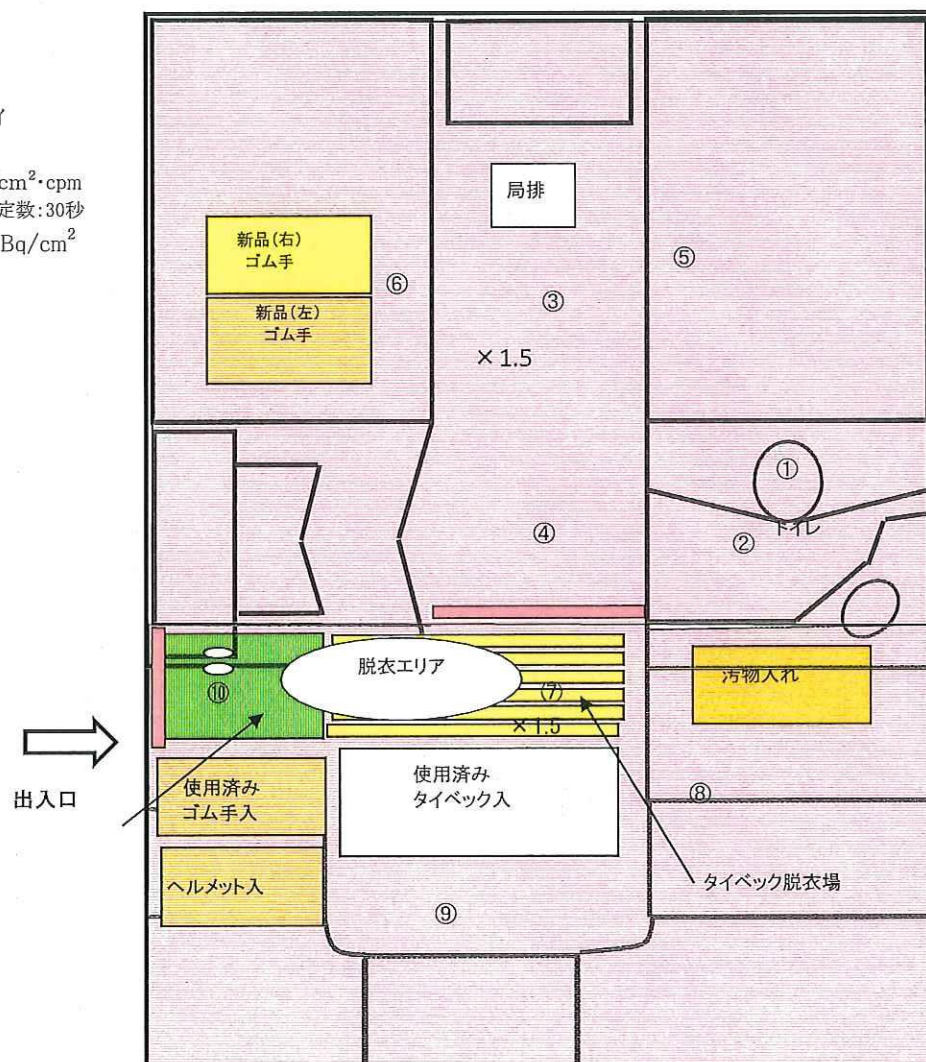 イ
cm²・cpm
定数:30秒
Bq/cm²
局排
新品(右)
ゴム手
⑥
⑤
③
新品(左)
ゴム手
×1.5
①
④
②
トイレ
脱衣エリア
⑩
⑦
汚物入れ
×1.5
出入口
使用済み
ゴム手入
使用済み
タイベック入
⑧
ヘルメット入
タイベック脱衣場
⑨